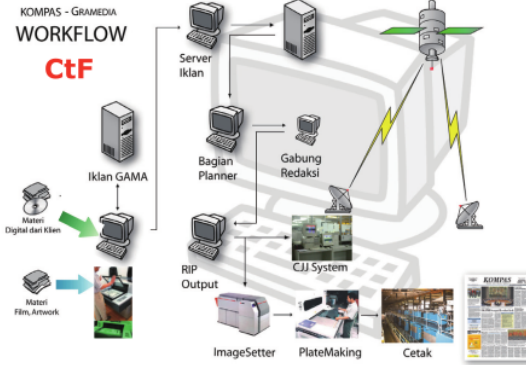 KOMPAS - GRAMEDIA
WORKFLOW
CtF
Server
Iklan
Iklan GAMA
Bagian
Planner
Gabung
Redaksi
Materi
Digital dari Klien
RIP
Output
CJJ System
Materi
Film, Artwork
KOMPAS
ImageSetter
PlateMaking
Cetak